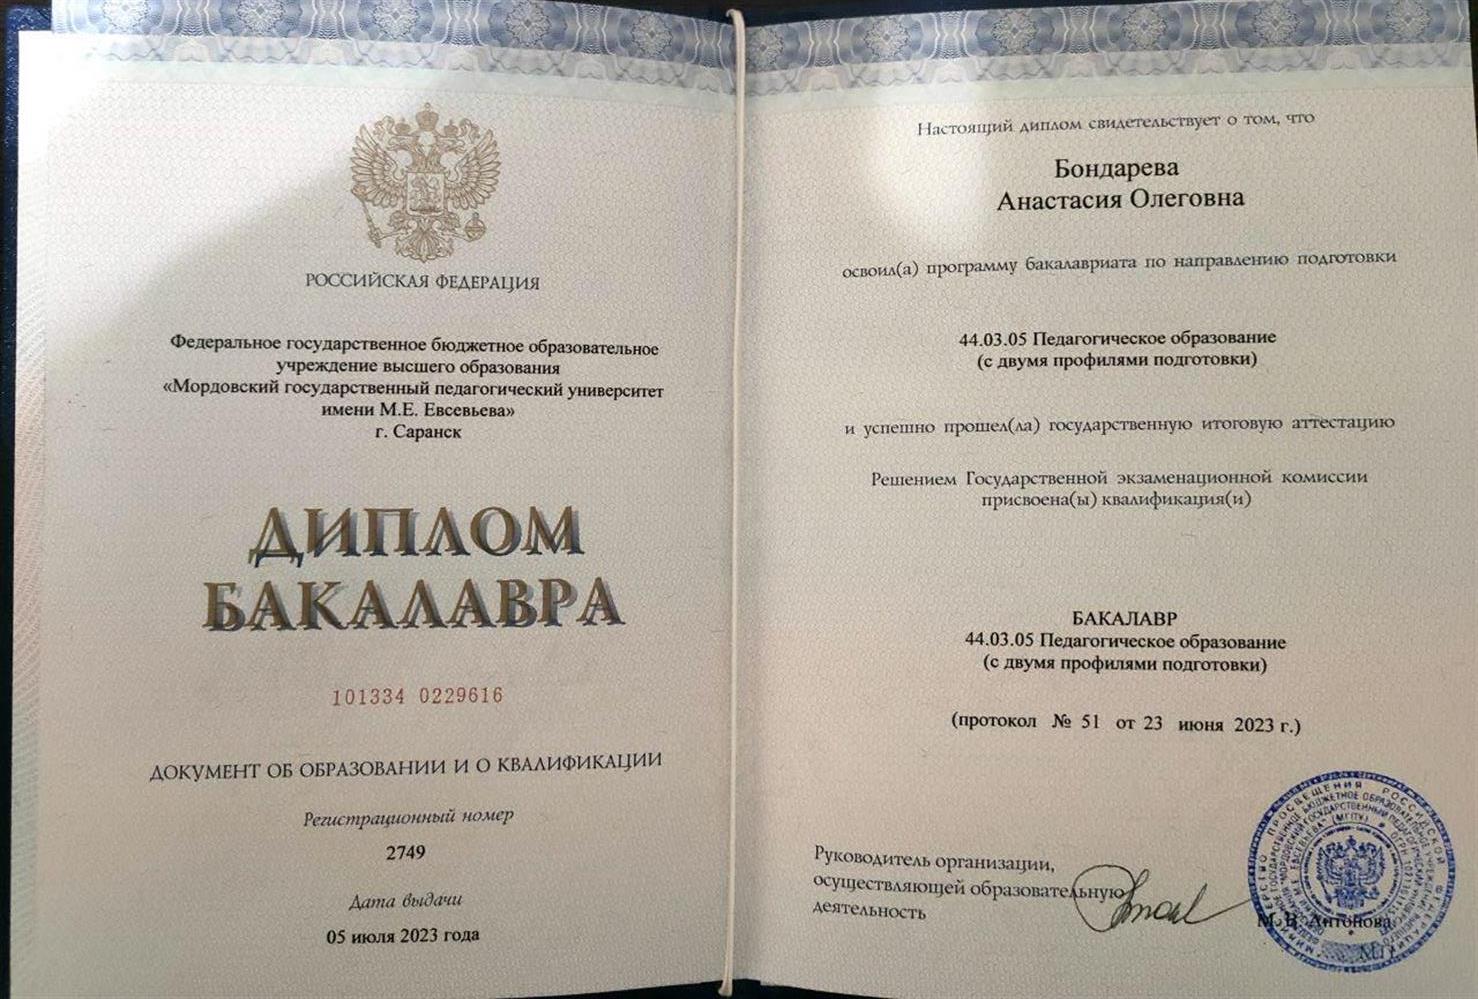 РОССИЙСКАЯ ФЕДЕРАЦИЯ
Федеральное государственное бюджетное образовательное
учреждение высшего образования
«Мордовский государственный педагогический университет
имени М.Е. Евсевьева»
г. Саранск
ДИПЛОМ
БАКАЛАВРА
101334 0229616
ДОКУМЕНТ ОБ ОБРАЗОВАНИИ И О КВАЛИФИКАЦИИ
Регистрационный номер
2749
Дата выдачи
05 июля 2023 года
Настоящий диплом свидетельствует о том, что
Бондарева
Анастасия Олеговна
освоил(а) программу бакалавриата по направлению подготовки
44.03.05 Педагогическое образование
(с двумя профилями подготовки)
и успешно прошел(ла) государственную итоговую аттестацию
Решением Государственной экзаменационной комиссии
присвоена(ы) квалификация(и)
БАКАЛАВР
44.03.05 Педагогическое образование
(с двумя профилями подготовки)
(протокол № 51 от 23 июня 2023 г.)
Руководитель организации,
осуществляющей образовательную
деятельность
М. В. Антонова